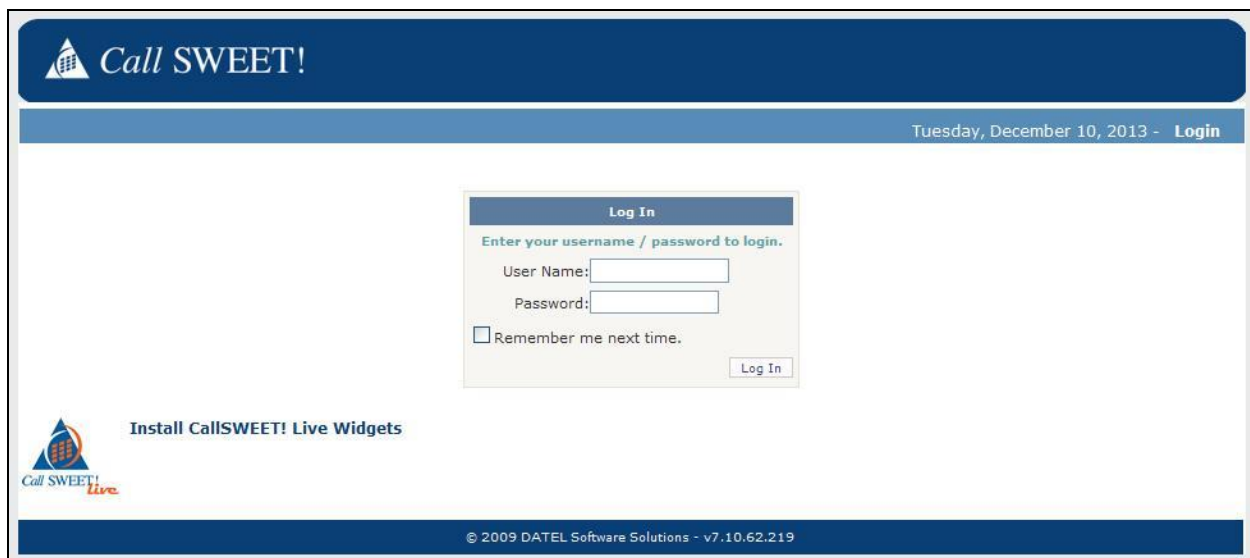 Call SWEET!
Tuesday, December 10, 2013 - Login
Log In
Enter your username / password to login.
User Name:
Password:
Remember me next time.
Log In
Install CallSWEET! Live Widgets
Call SWEET!
live
© 2009 DATEL Software Solutions - v7.10.62.219